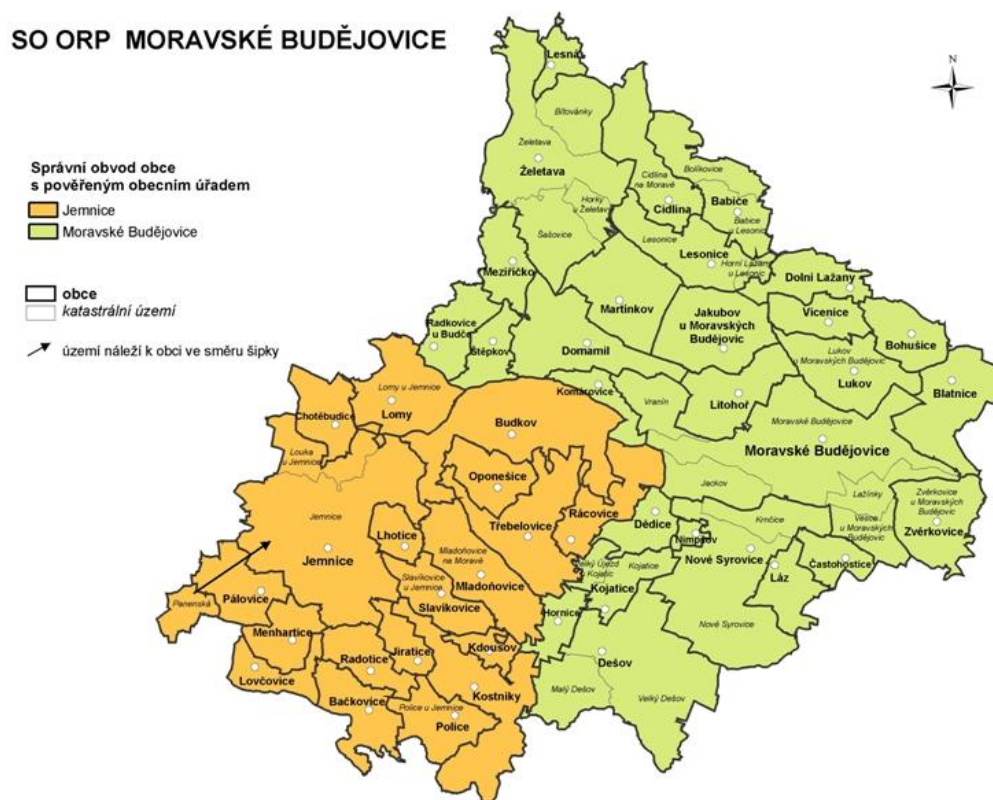 SO ORP MORAVSKÉ BUDĚJOVICE
N
Správní obvod obce
s pověřeným obecním úřadem
Jemnice
Moravské Budějovice
obce
katastrální území
území náleží k obci ve směru šipky
Lesná
Bítovánky
Želetava
Želetava
Bolíkovice
Cidlina
na Moravě
Cidlina
Babice
Babice
u Lesonic
Horky
u Želetavy
Šašovice
Lesonice
Lesonice
Horní Lažany
u Lesonic
Meziříčko
Dolní Lažany
Martínkov
Jakubov
u Moravských
Budějovic
Vícenice
Radkovice
u Budče
Štěpkov
Domamil
Lukov
u Moravských Budějovic
Lukov
Bohušice
Blatnice
Lomy u Jemnice
Lomy
Komárovice
Vranín
Litohoř
Chotěbudice
Budkov
Moravské Budějovice
Moravské Budějovice
Louka
u Jemnice
Oponešice
Jackov
Lažínky
Zvěrkovice
u Moravských
Budějovic
Zvěrkovice
Jemnice
Jemnice
Lhotice
Třebelovice
Rácovice
Dědice
Krnčice
Vesce
u Moravských
Budějovic
Nimpšov
Nové Syrovice
Mladoňovice
na Moravě
Mladoňovice
Velký Újezd
u Kojatic
Kojatice
Kojatice
Láz
Častohostice
Slavíkovice
u Jemnice
Slavíkovice
Panenská
Pálovice
Hornice
Nové Syrovice
Menhartice
Kdousov
Dešov
Lovčovice
Radotice
Jiratice
Kostníky
Malý Dešov
Velký Dešov
Bačkovice
Police u Jemnice
Police